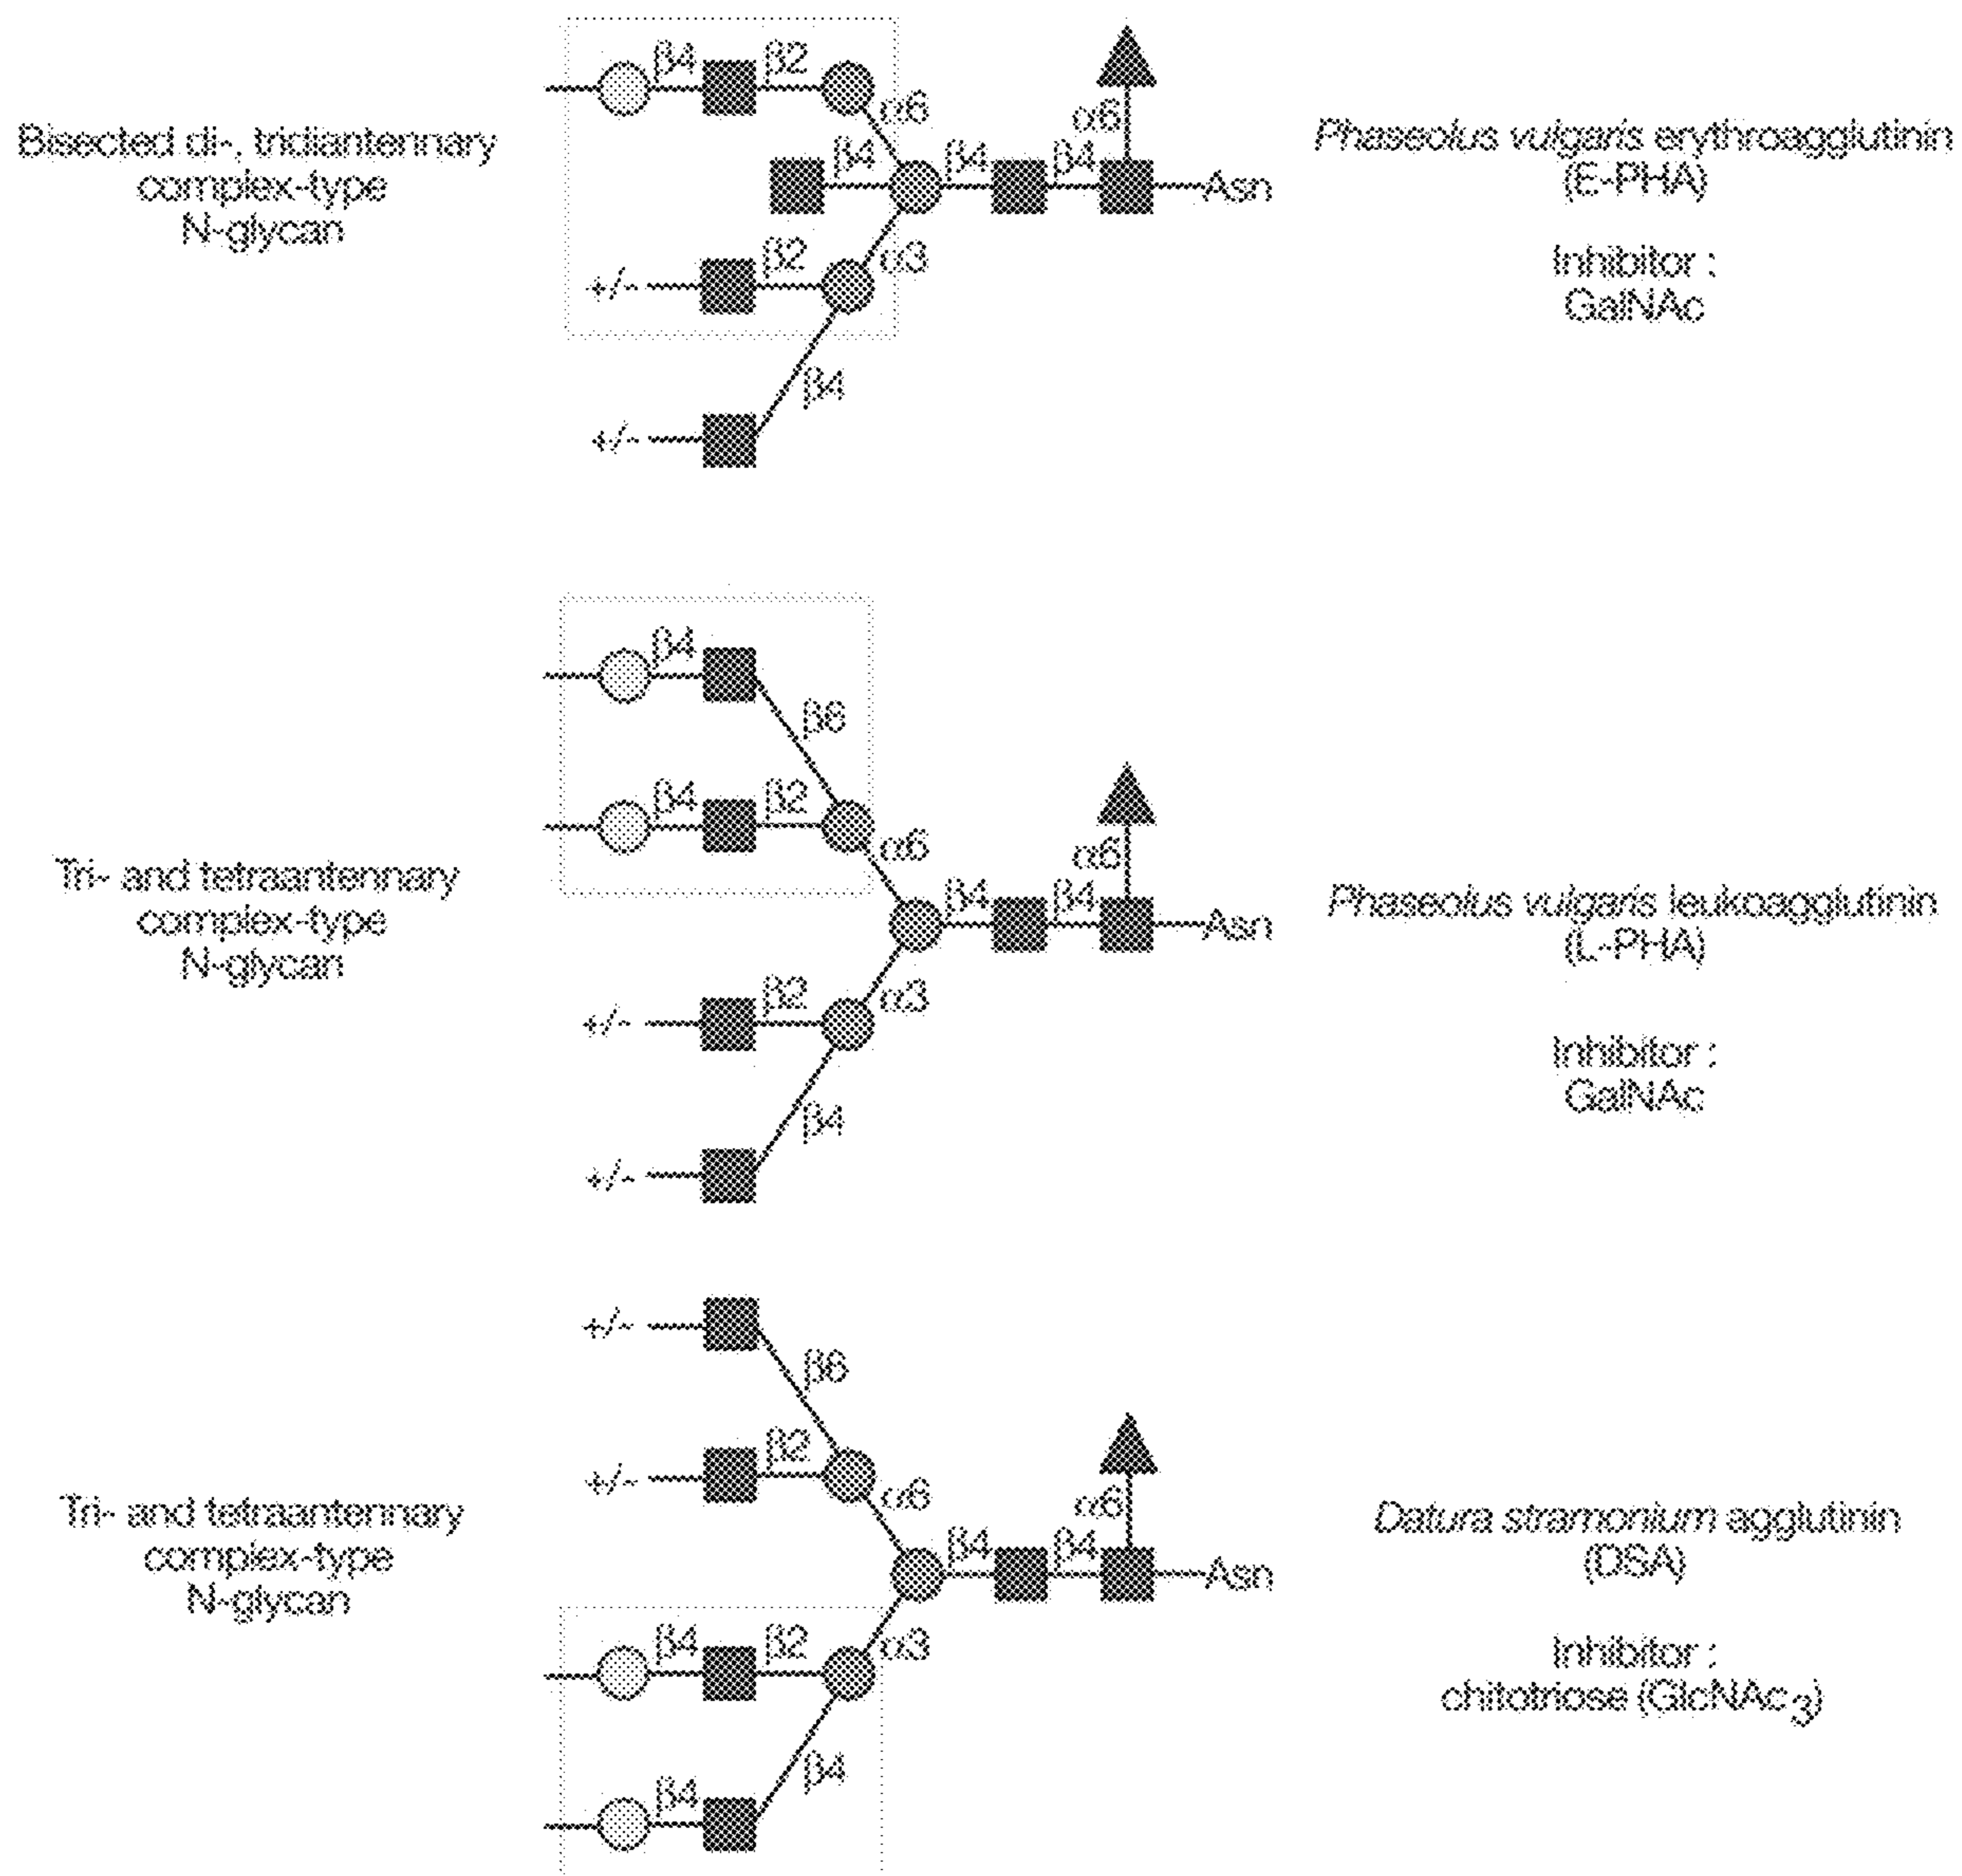 Bisected di-, tridiantennary
complex-type
N-glycan
β4
β2
α6
β4
β4
β4
α6
Asn
+/-
β2
α3
+/-
β4
Phaseolus vulgaris erythroagglutinin
(E-PHA)
Inhibitor :
GalNAc
Tri- and tetraantennary
complex-type
N-glycan
β4
β6
β4
β2
α6
β4
β4
α6
Asn
+/-
β2
α3
+/-
β4
Phaseolus vulgaris leukoagglutinin
(L-PHA)
Inhibitor :
GalNAc
Tri- and tetraantennary
complex-type
N-glycan
+/-
β6
+/-
β2
α6
β4
β4
α6
Asn
β4
β2
α3
β4
β4
Datura stramonium agglutinin
(DSA)
Inhibitor :
chitotriose (GlcNAc3)